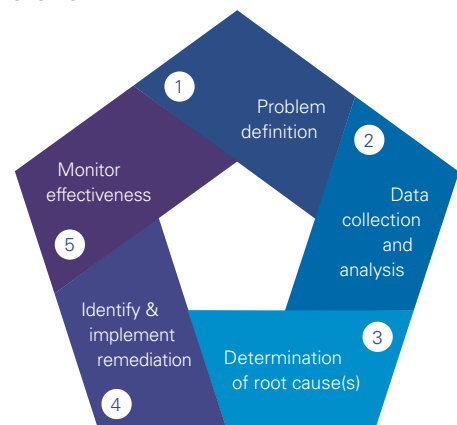 1
Problem
definition
2
Data
collection
and
analysis
3
Determination
of root cause(s)
4
Identify &
implement
remediation
5
Monitor
effectiveness